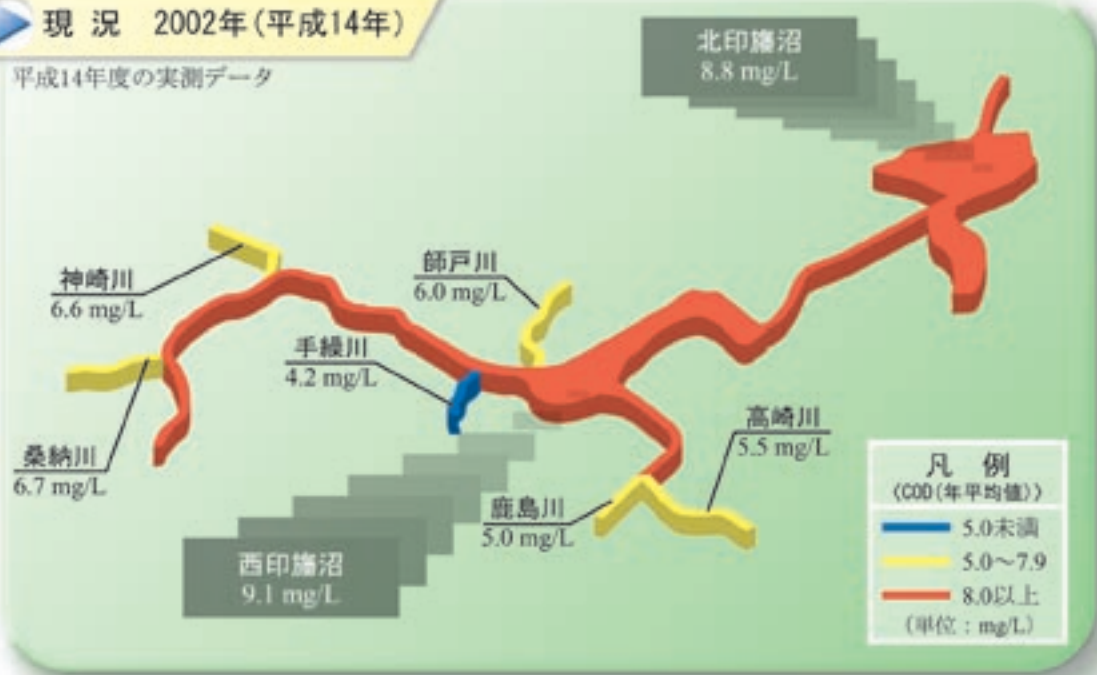 現況 2002年(平成14年)
平成14年度の実測データ
北印旛沼
8.8 mg/L
神崎川
6.6 mg/L
師戸川
6.0 mg/L
手繰川
4.2 mg/L
桑納川
6.7 mg/L
高崎川
5.5 mg/L
鹿島川
5.0 mg/L
西印旛沼
9.1 mg/L
凡例
(COD(年平均値))
5.0未満
5.0～7.9
8.0以上
(単位：mg/L)